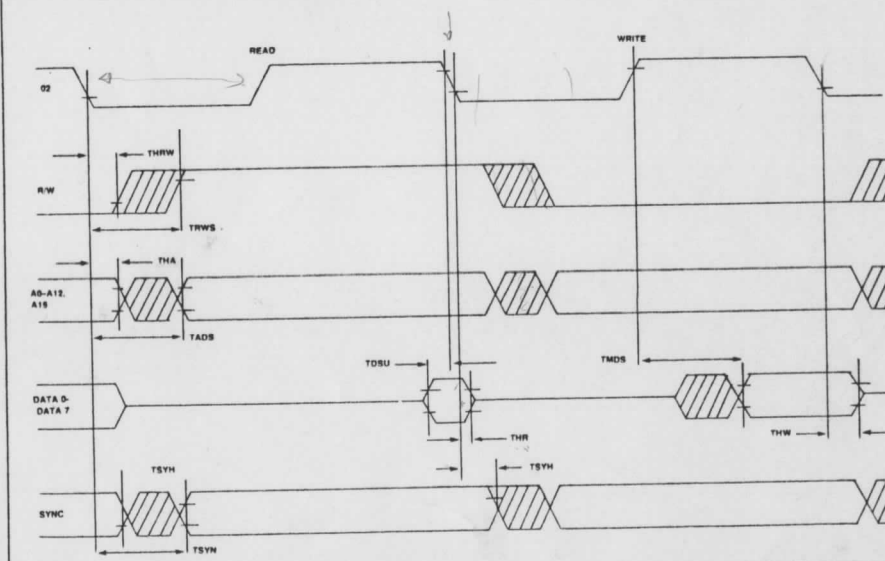 READ
WRITE
02
THRW
R/W
TRWS
THA
A0-A12,
A15
TADS
TDSU
TMDS
DATA 0-
DATA 7
THR
THW
TSYH
TSYH
SYNC
TSYN